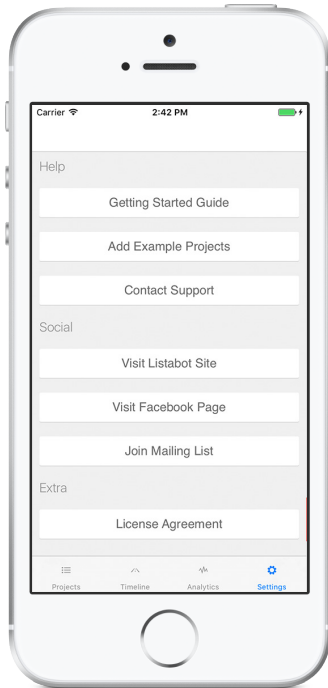 Carrier 2:42 PM
Help
Getting Started Guide
Add Example Projects
Contact Support
Social
Visit Listabot Site
Visit Facebook Page
Join Mailing List
Extra
License Agreement
Projects Timeline Analytics Settings